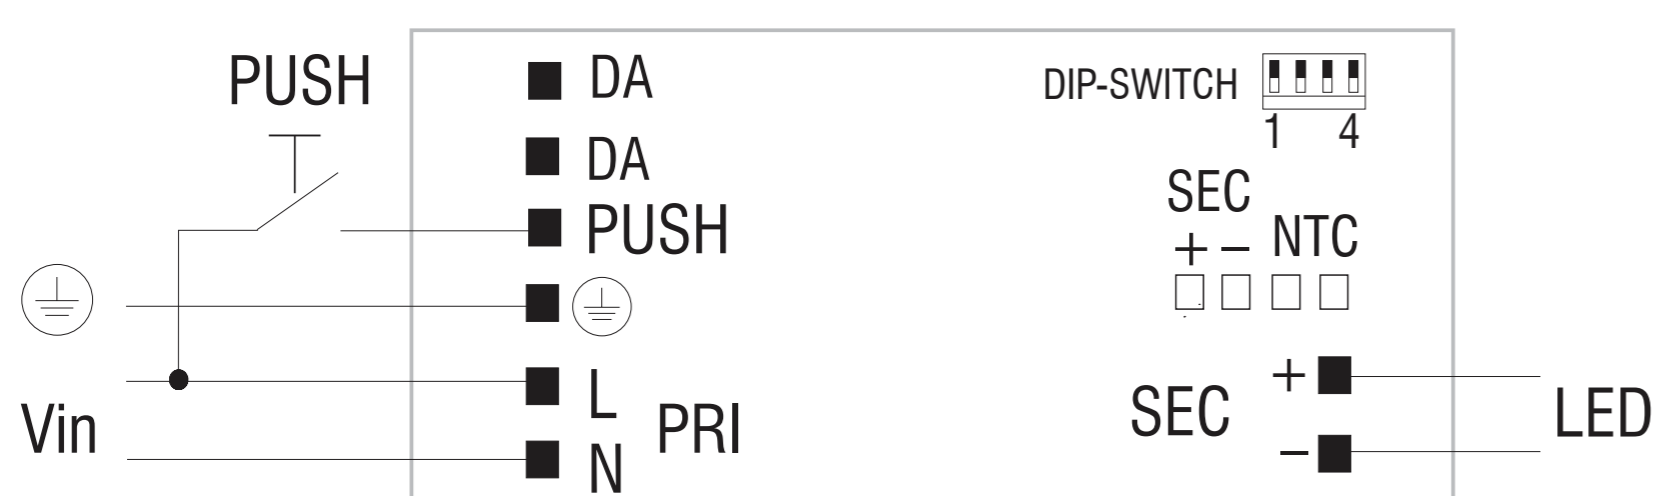 PUSH
DA
DIP-SWITCH
1 4
DA
SEC
PUSH
+ − NTC
L
+
Vin
PRI
SEC
LED
N
−